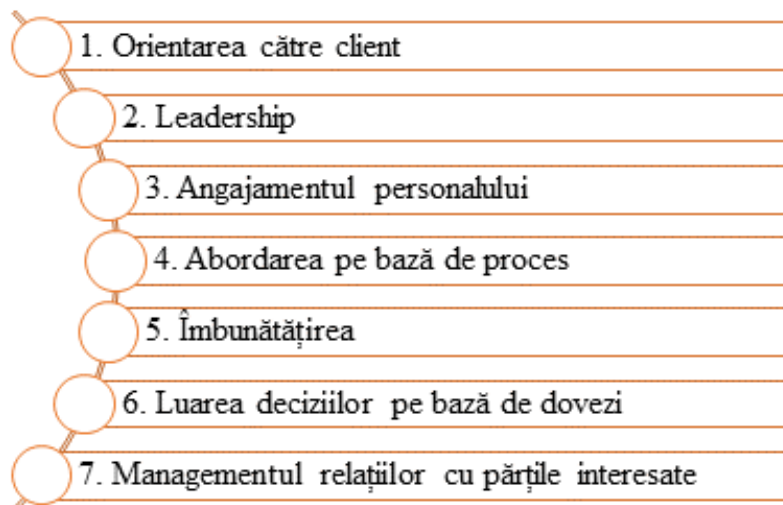 1. Orientarea către client
2. Leadership
3. Angajamentul personalului
4. Abordarea pe bază de proces
5. Îmbunătățirea
6. Luarea deciziilor pe bază de dovezi
7. Managementul relațiilor cu părțile interesate